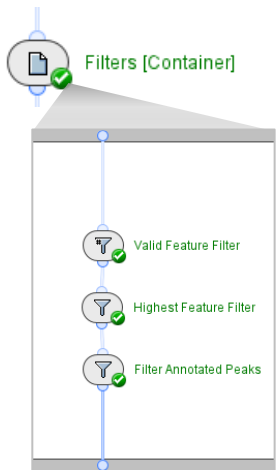 Filters [Container]
Valid Feature Filter
Highest Feature Filter
Filter Annotated Peaks